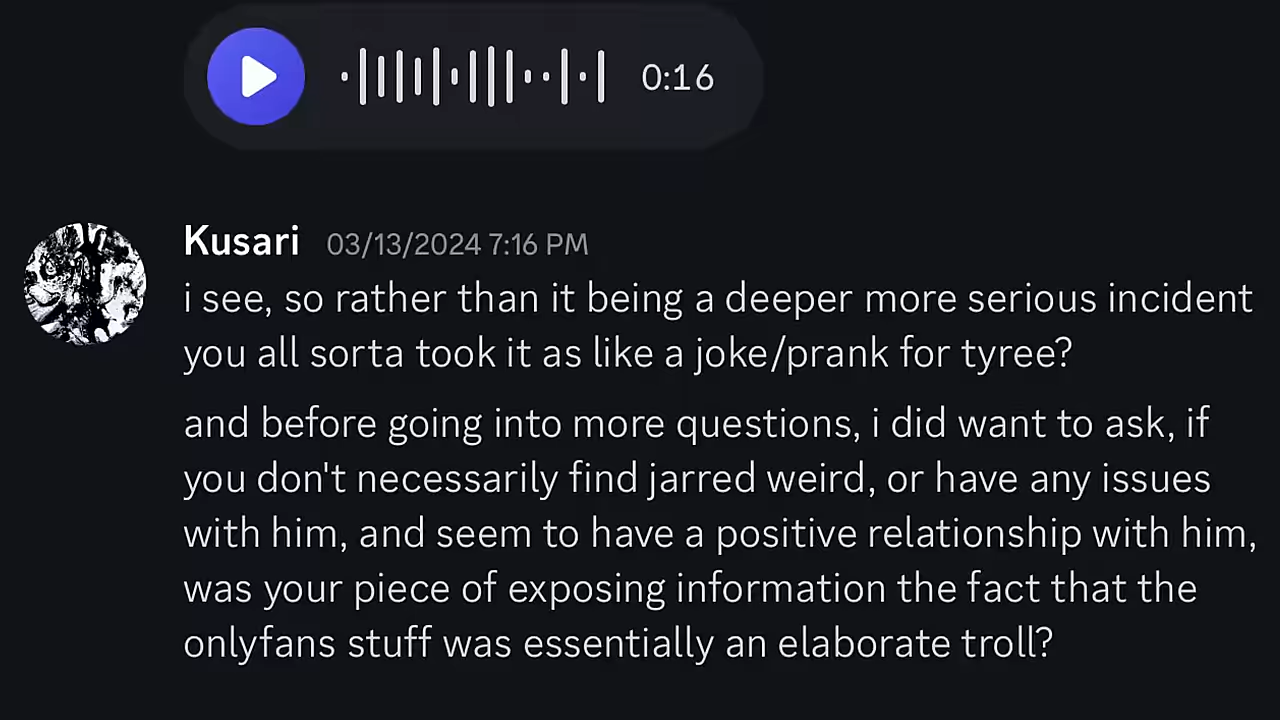 0:16
Kusari 03/13/2024 7:16 PM
i see, so rather than it being a deeper more serious incident
you all sorta took it as like a joke/prank for tyree?
and before going into more questions, i did want to ask, if
you don't necessarily find jarred weird, or have any issues
with him, and seem to have a positive relationship with him,
was your piece of exposing information the fact that the
onlyfans stuff was essentially an elaborate troll?